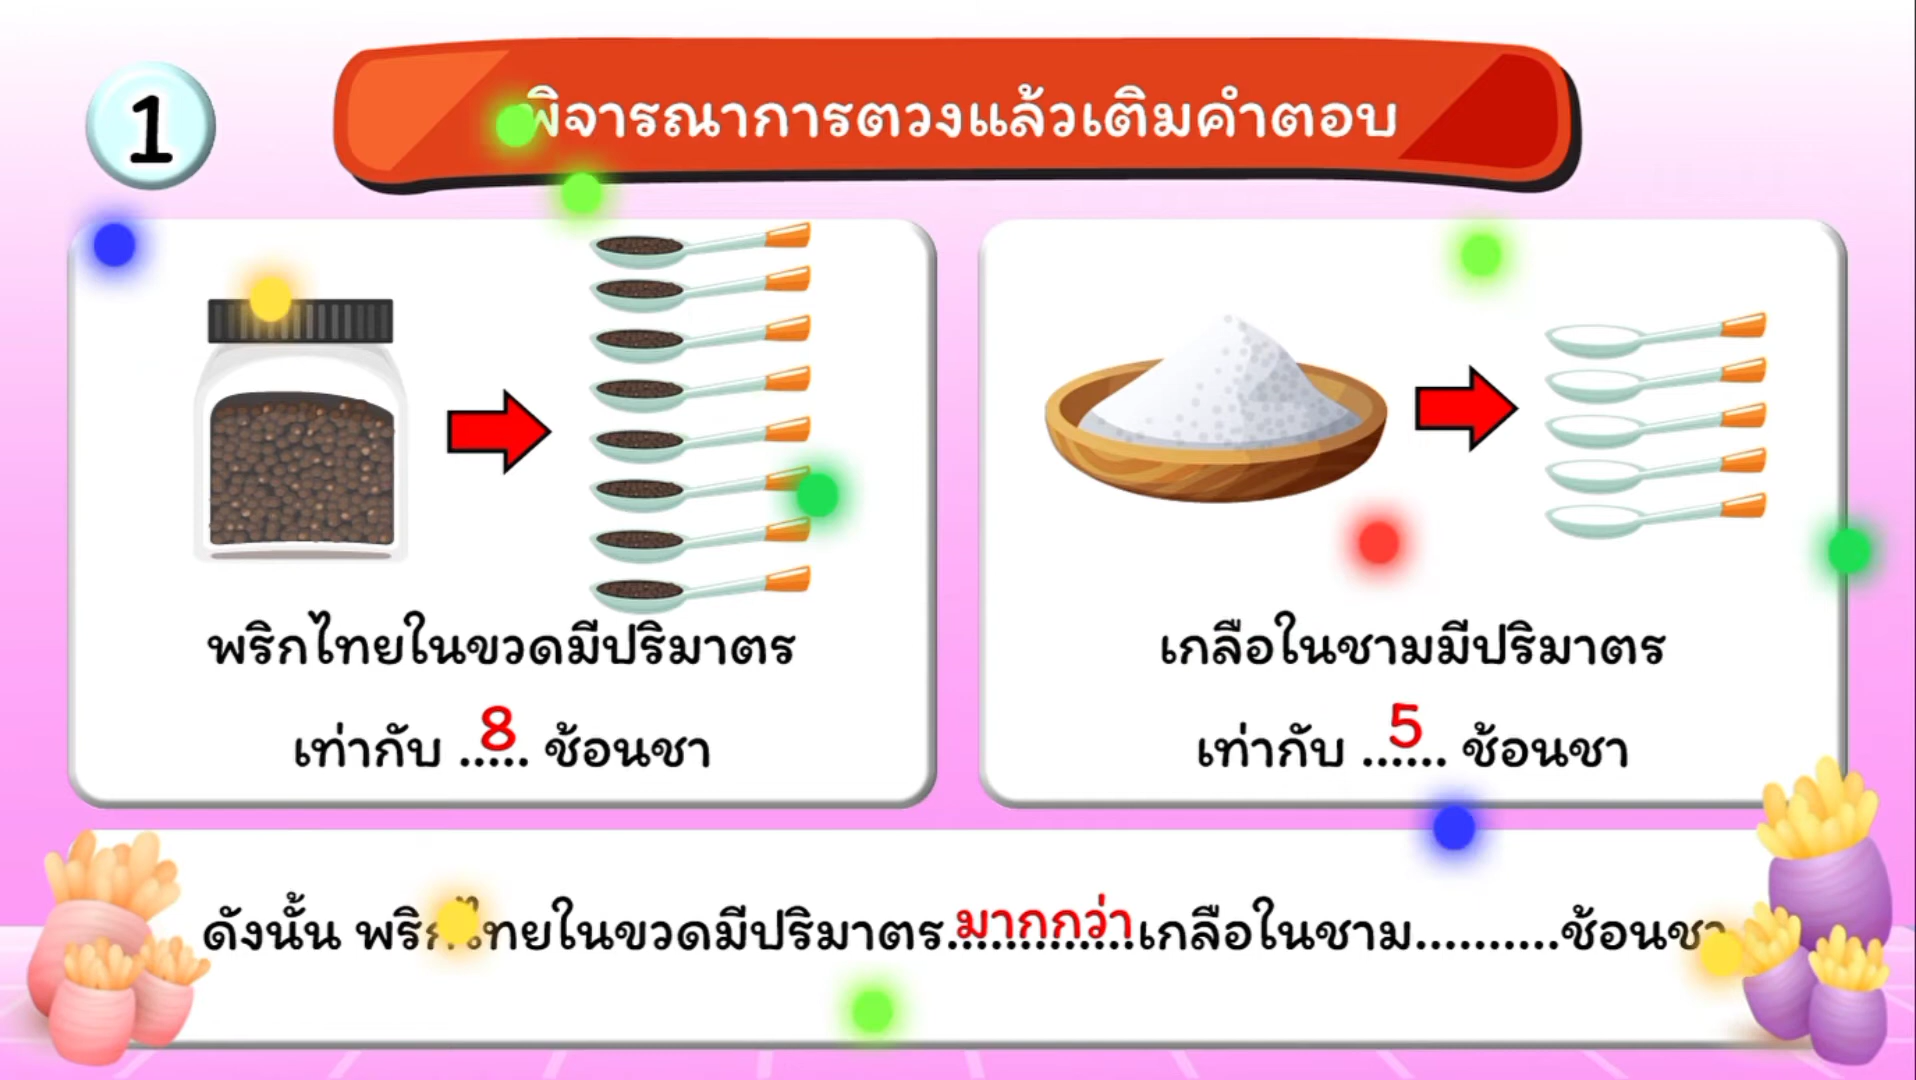 1
พิจารณาการตวงแล้วเติมคำตอบ
พริกไทยในขวดมีปริมาตร
เท่ากับ ..8... ช้อนชา
เกลือในชามมีปริมาตร
เท่ากับ ...5... ช้อนชา
ดังนั้น พริกไทยในขวดมีปริมาตร.มากกว่า.เกลือในชาม..........ช้อนชา